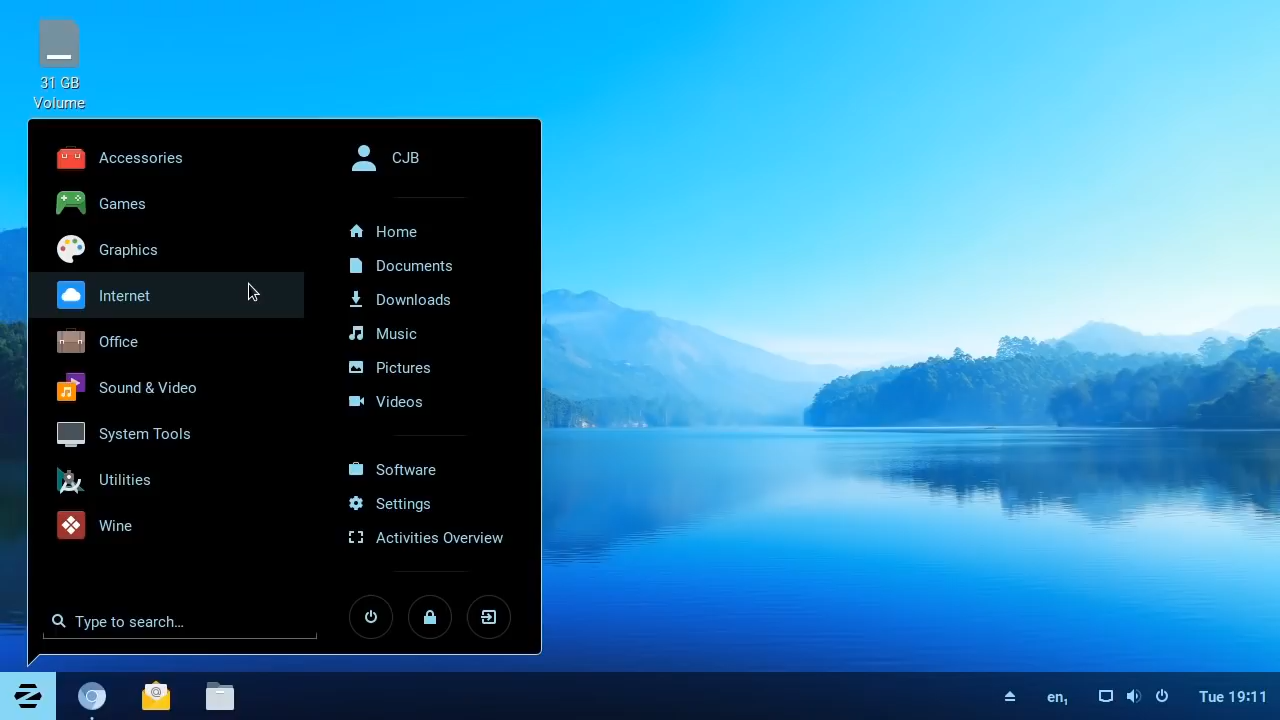 31 GB
Volume
Accessories
Games
Graphics
Internet
Office
Sound & Video
System Tools
Utilities
Wine
Type to search...
CJB
Home
Documents
Downloads
Music
Pictures
Videos
Software
Settings
Activities Overview
en₁
Tue 19:11